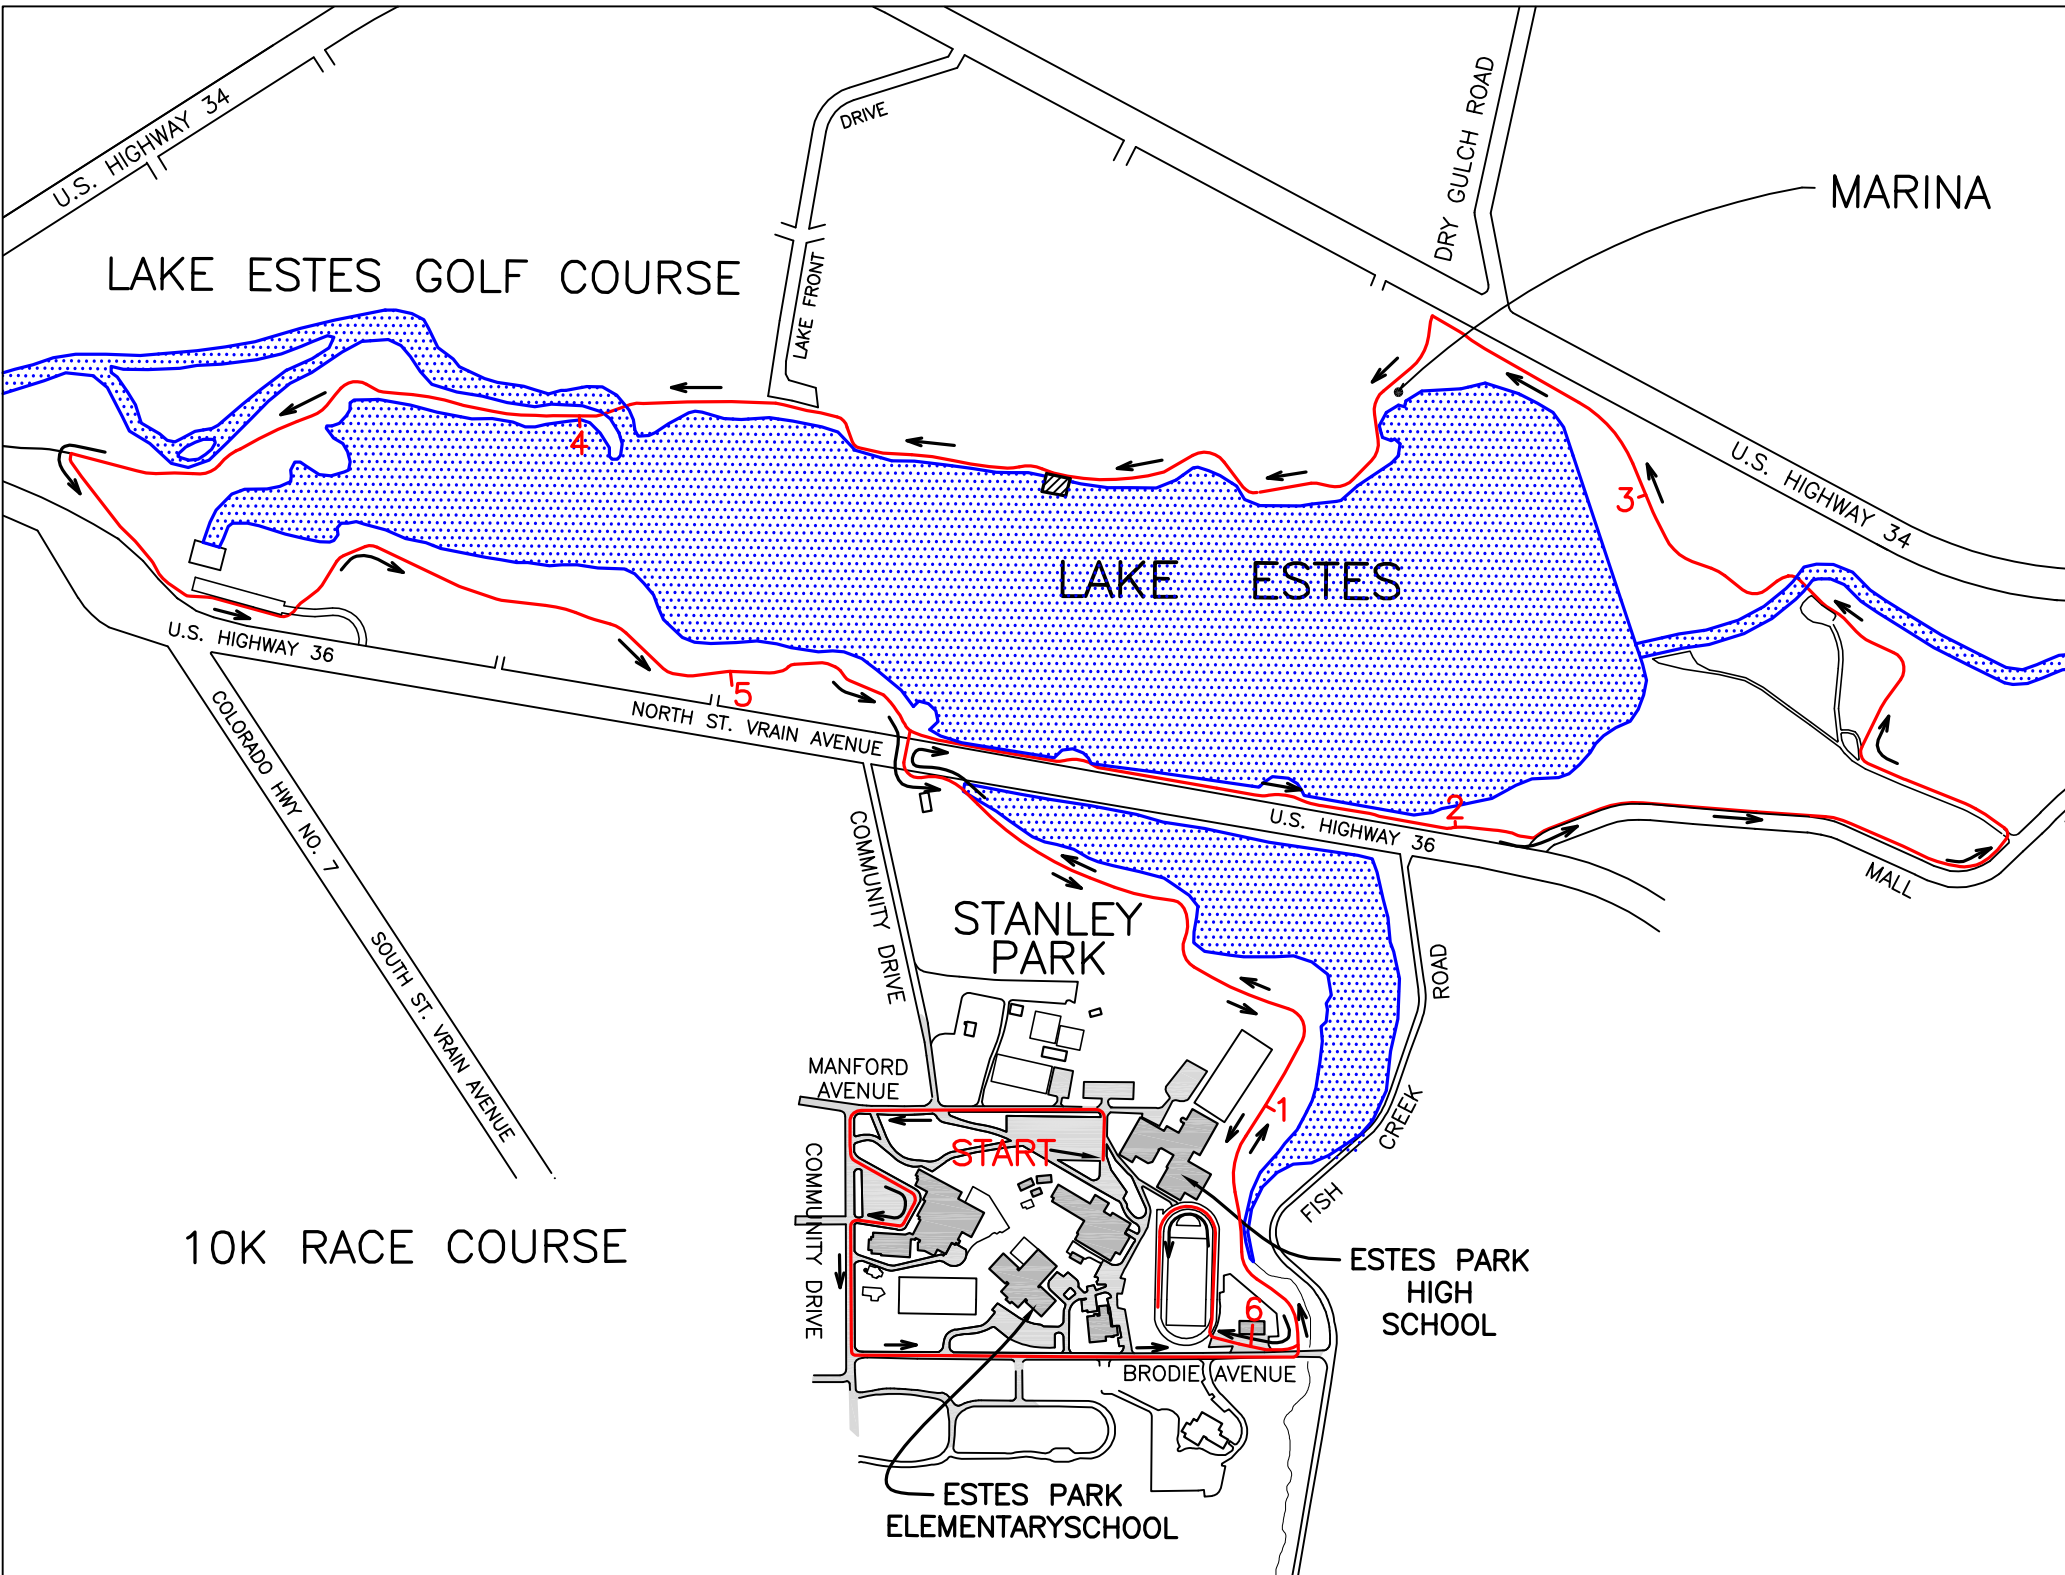 U.S. HIGHWAY 34
DRIVE
DRY GULCH ROAD
MARINA
LAKE ESTES GOLF COURSE
LAKE FRONT
4
3
U.S. HIGHWAY 34
LAKE ESTES
U.S. HIGHWAY 36
5
NORTH ST. VRAIN AVENUE
COLORADO HWY NO. 7
2
U.S. HIGHWAY 36
COMMUNITY DRIVE
MALL
STANLEY
PARK
SOUTH ST. VRAIN AVENUE
ROAD
MANFORD
AVENUE
1
CREEK
START
COMMUNITY DRIVE
FISH
10K RACE COURSE
ESTES PARK
HIGH
SCHOOL
6
BRODIE AVENUE
ESTES PARK
ELEMENTARYSCHOOL